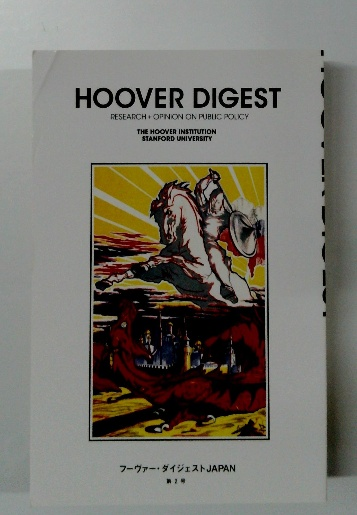 HOOVER DIGEST
RESEARCH + OPINION ON PUBLIC POLICY
THE HOOVER INSTITUTION
STANFORD UNIVERSITY
フーヴァー・ダイジェストJAPAN
第2号